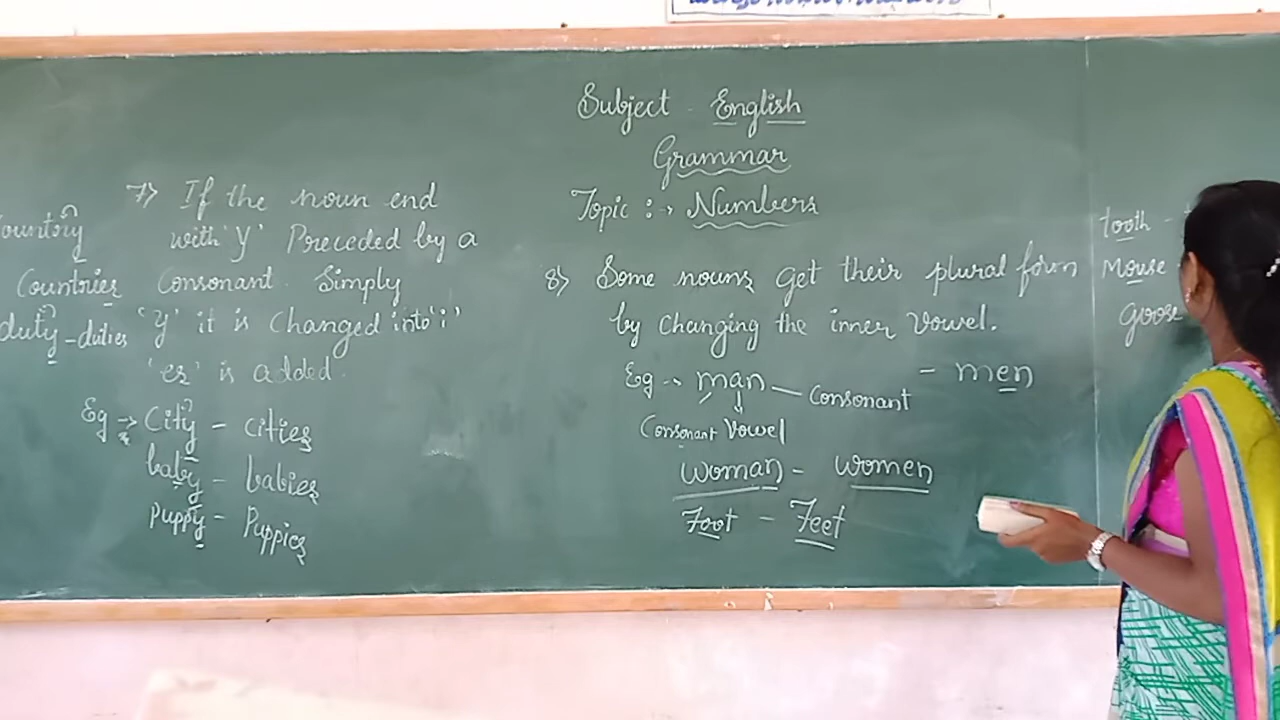 Subject - English
Grammar
Topic :→ Numbers
7> If the noun end
with 'y' Preceded by a
Consonant. Simply
'y' it is changed into 'i'
'es' is added.
Eg → City - cities
baby - babies
Puppy - Puppies
Countries
duty - duties
8> Some nouns get their plural form
by changing the inner vowel.
Eg → man - Consonant - men
Consonant Vowel
woman - women
Foot - Feet
tooth -
Mouse -
goose